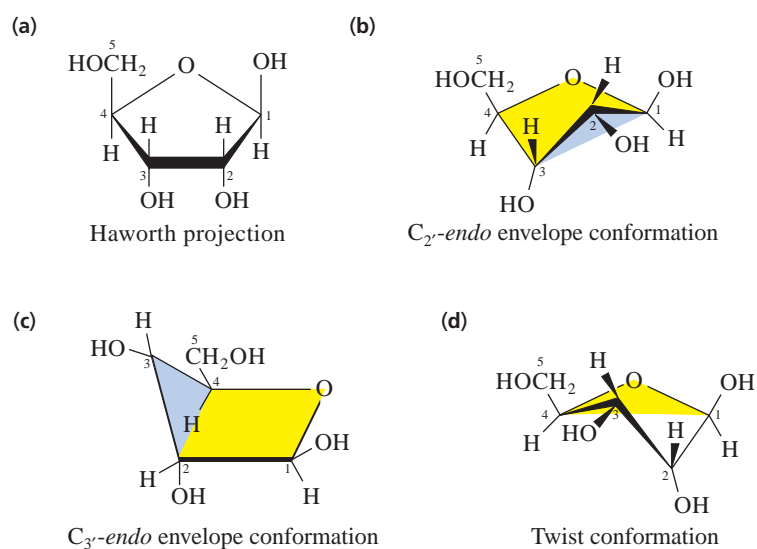 (a)
5
HOCH2 O OH
4 H H 1
H H
3 2
OH OH
Haworth projection
(b)
5 H
HOCH2 O OH
4 H 1
H 2 OH H
3
HO
C2′-endo envelope conformation
(c)
H
HO 3 5 CH2OH
4 O
H OH
H 2 1
OH H
C3′-endo envelope conformation
(d)
5 H
HOCH2 O OH
4 3 1
H HO H H
2
OH
Twist conformation